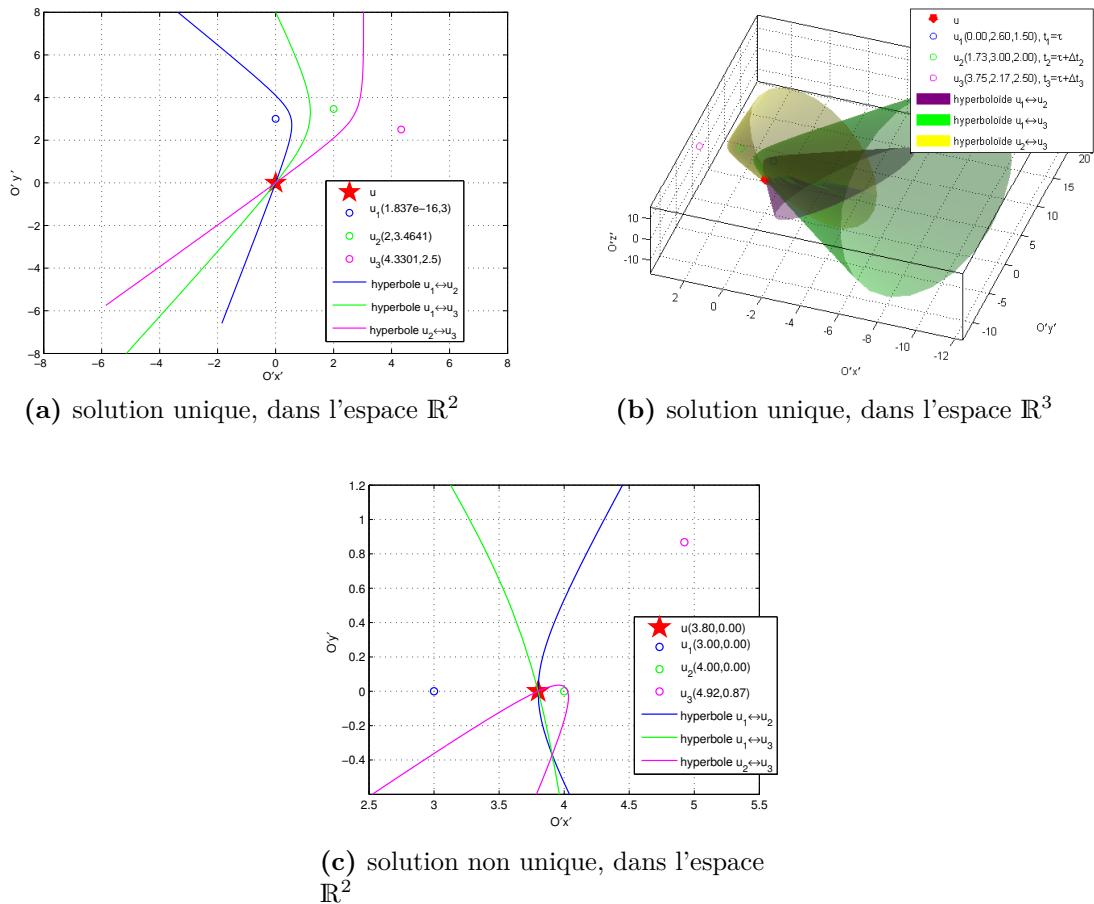 8
6
4
2
0
−2
−4
−6
−8
−8 −6 −4 −2 0 2 4 6 8
O'x'
O' y'
u
u1(1.837e−16,3)
u2(2,3.4641)
u3(4.3301,2.5)
hyperbole u1↔u2
hyperbole u1↔u3
hyperbole u2↔u3
(a) solution unique, dans l'espace ℝ²
u
u1(0.00,2.60,1.50), t1=τ
u2(1.73,3.00,2.00), t2=τ+Δt2
u3(3.75,2.17,2.50), t3=τ+Δt3
hyperboloïde u1↔u2
hyperboloïde u1↔u3
hyperboloïde u2↔u3
20
15
10
5
0
-5
-10
O'y'
10
0
-10
O'z'
2 0 -2 -4 -6 -8 -10 -12
O'x'
(b) solution unique, dans l'espace ℝ³
1.2
1
0.8
0.6
0.4
0.2
0
−0.2
−0.4
2.5 3 3.5 4 4.5 5 5.5
O'x'
O'y'
u(3.80,0.00)
u1(3.00,0.00)
u2(4.00,0.00)
u3(4.92,0.87)
hyperbole u1↔u2
hyperbole u1↔u3
hyperbole u2↔u3
(c) solution non unique, dans l'espace
ℝ²